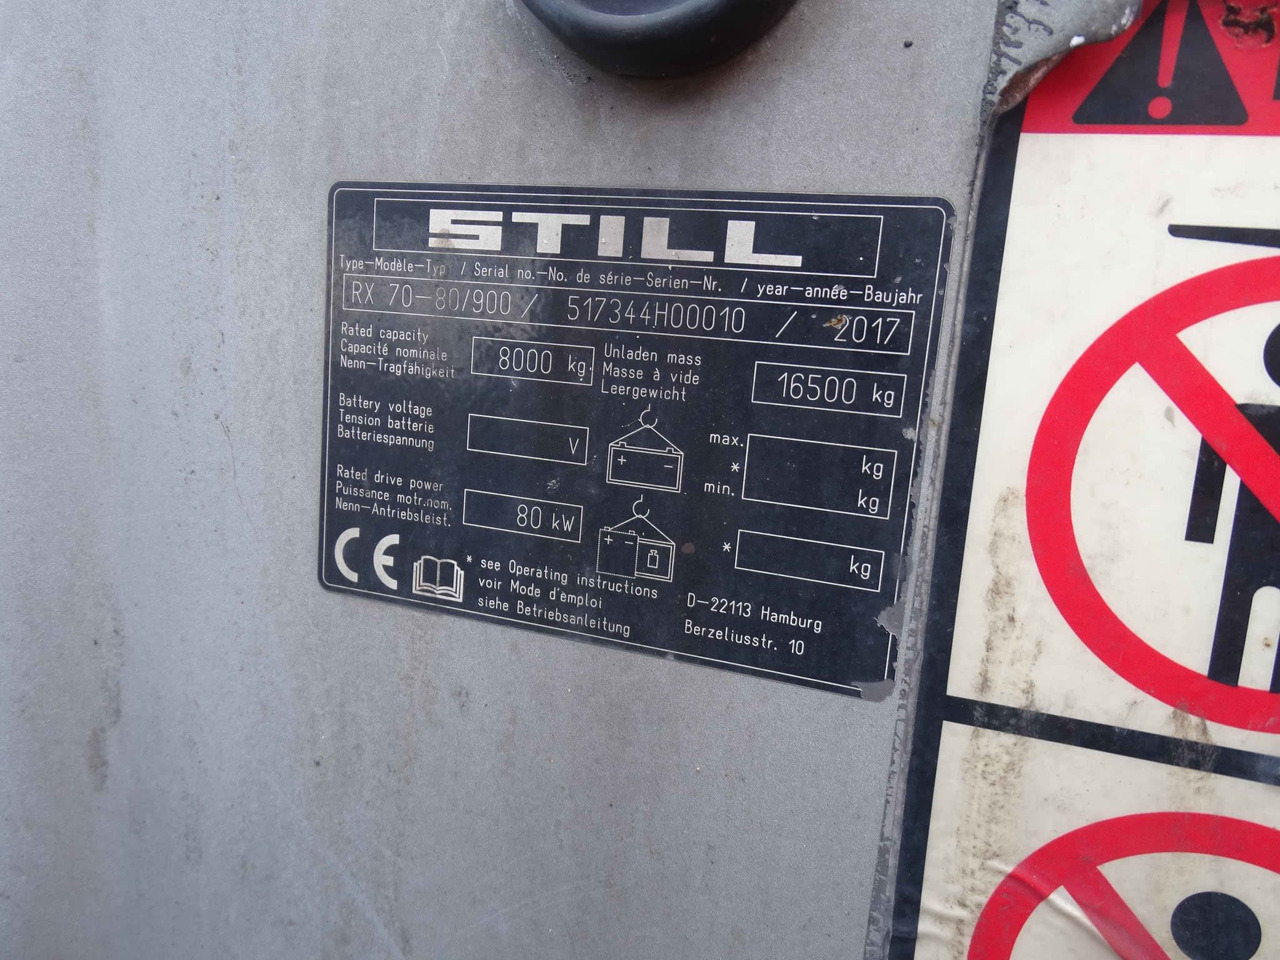 STILL
Type-Modèle-Typ / Serial no.-No. de série-Serien-Nr. / year-année-Baujahr
RX 70-80/900 / 517344H00010 / 2017
Rated capacity
Capacité nominale
Nenn-Tragfähigkeit
8000 kg
Unladen mass
Masse à vide
Leergewicht
16500 kg
Battery voltage
Tension batterie
Batteriespannung
V
max.
*
min.
kg
kg
Rated drive power
Puissance motr.nom.
Nenn-Antriebsleist.
80 kW
*
kg
CE
* see Operating instructions
voir Mode d'emploi
siehe Betriebsanleitung
D-22113 Hamburg
Berzeliusstr. 10